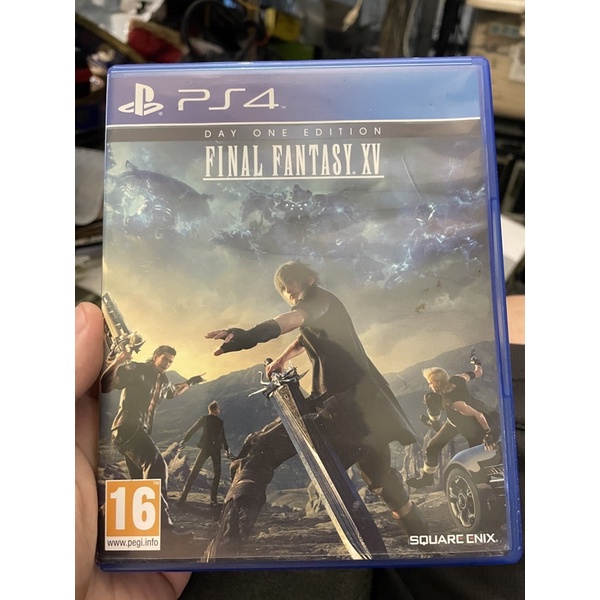 PS4
DAY ONE EDITION
FINAL FANTASY XV
16
www.pegi.info
SQUARE ENIX